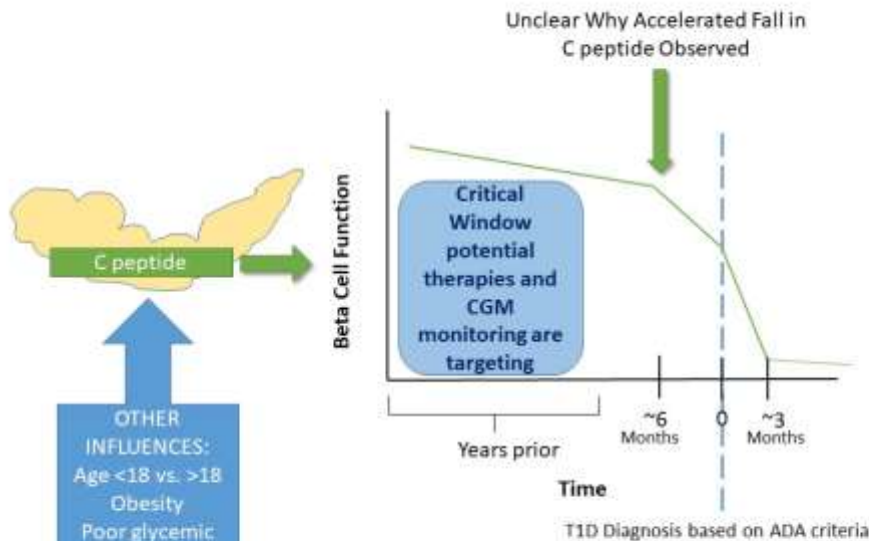 Unclear Why Accelerated Fall in
C peptide Observed
C peptide
Beta Cell Function
Critical
Window
potential
therapies and
CGM
monitoring are
targeting
OTHER
INFLUENCES:
Age <18 vs. >18
Obesity
Poor glycemic
Years prior
~6
Months
0
~3
Months
Time
T1D Diagnosis based on ADA criteria